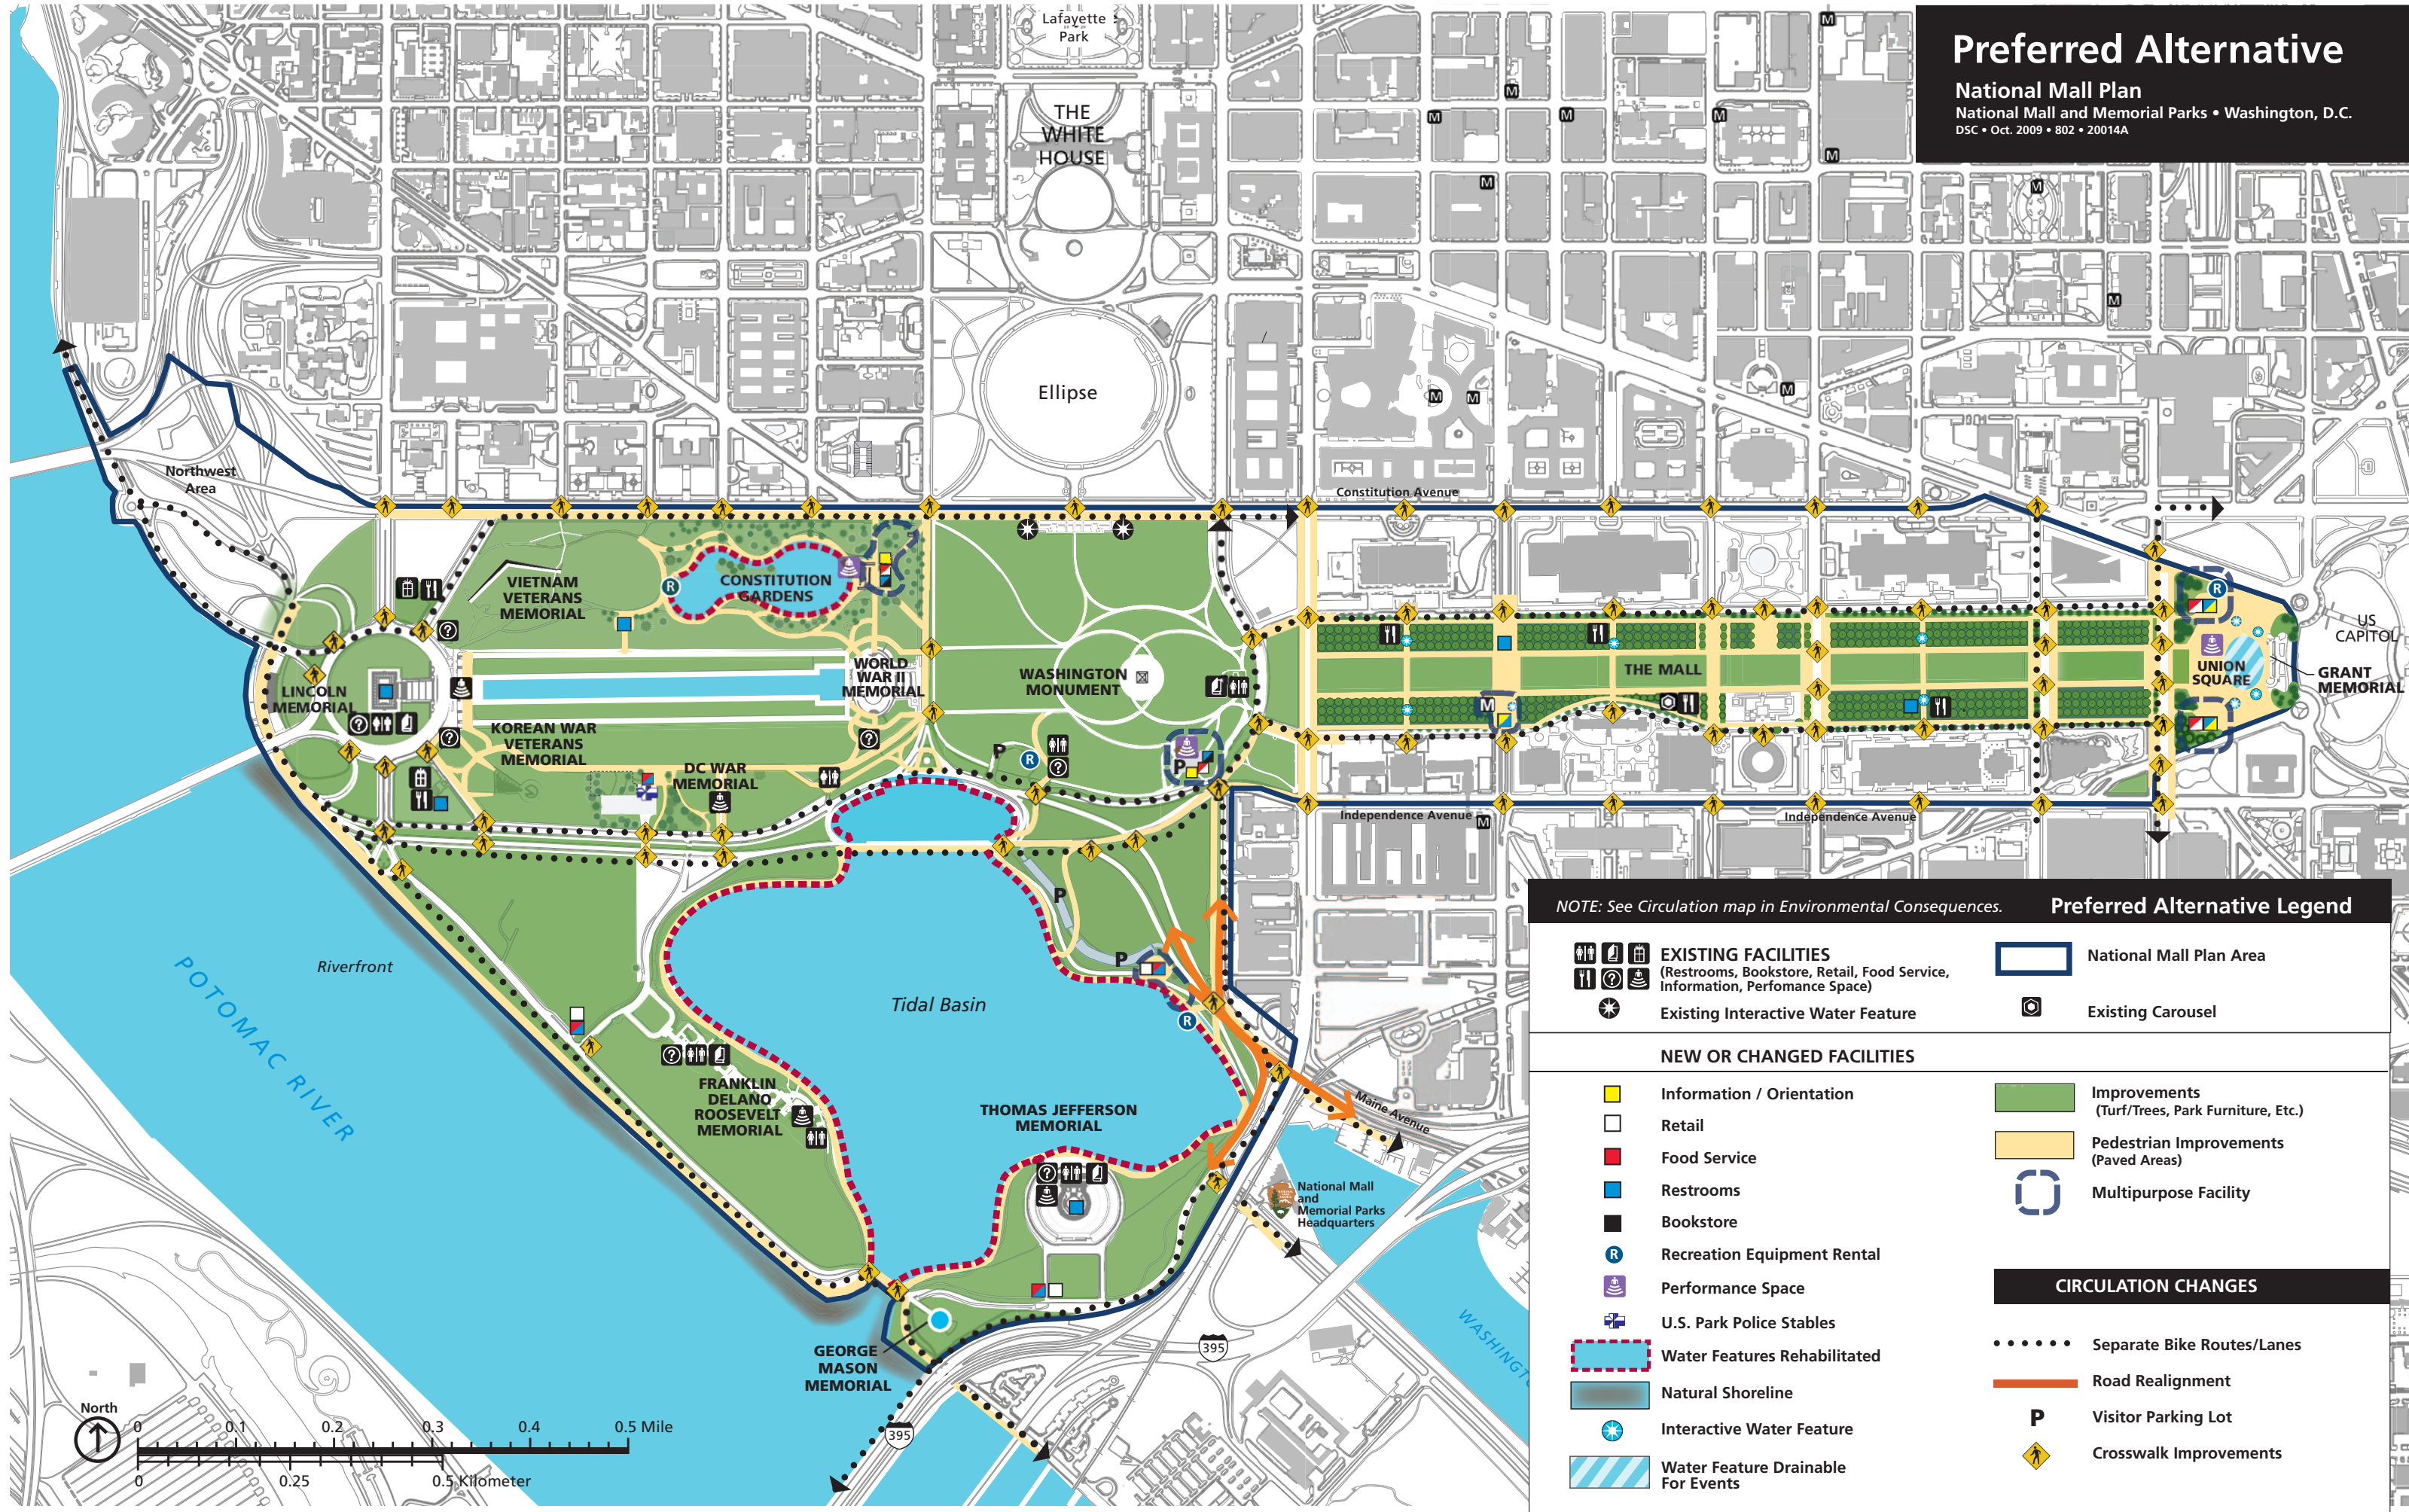 Preferred Alternative
National Mall Plan
National Mall and Memorial Parks • Washington, D.C.
DSC • Oct. 2009 • 802 • 20014A
Lafayette
Park
THE
WHITE
HOUSE
Ellipse
M
M
M
M
M
M
M
M
M
M
M
M
Northwest
Area
Constitution Avenue
VIETNAM
VETERANS
MEMORIAL
R
CONSTITUTION
GARDENS
R
US
CAPITOL
LINCOLN
MEMORIAL
WORLD
WAR II
MEMORIAL
WASHINGTON
MONUMENT
THE MALL
UNION
SQUARE
GRANT
MEMORIAL
M
KOREAN WAR
VETERANS
MEMORIAL
DC WAR
MEMORIAL
P
R
P
Independence Avenue
M
Independence Avenue
P
P
Riverfront
POTOMAC RIVER
Tidal Basin
R
FRANKLIN
DELANO
ROOSEVELT
MEMORIAL
THOMAS JEFFERSON
MEMORIAL
Maine Avenue
National Mall
and
Memorial Parks
Headquarters
GEORGE
MASON
MEMORIAL
395
395
WASHINGT
North
0 0.1 0.2 0.3 0.4 0.5 Mile
0 0.25 0.5 Kilometer
NOTE: See Circulation map in Environmental Consequences.
Preferred Alternative Legend
EXISTING FACILITIES
(Restrooms, Bookstore, Retail, Food Service,
Information, Perfomance Space)
Existing Interactive Water Feature
National Mall Plan Area
Existing Carousel
NEW OR CHANGED FACILITIES
Information / Orientation
Retail
Food Service
Restrooms
Bookstore
R Recreation Equipment Rental
Performance Space
U.S. Park Police Stables
Water Features Rehabilitated
Natural Shoreline
Interactive Water Feature
Water Feature Drainable
For Events
Improvements
(Turf/Trees, Park Furniture, Etc.)
Pedestrian Improvements
(Paved Areas)
Multipurpose Facility
CIRCULATION CHANGES
Separate Bike Routes/Lanes
Road Realignment
P Visitor Parking Lot
Crosswalk Improvements